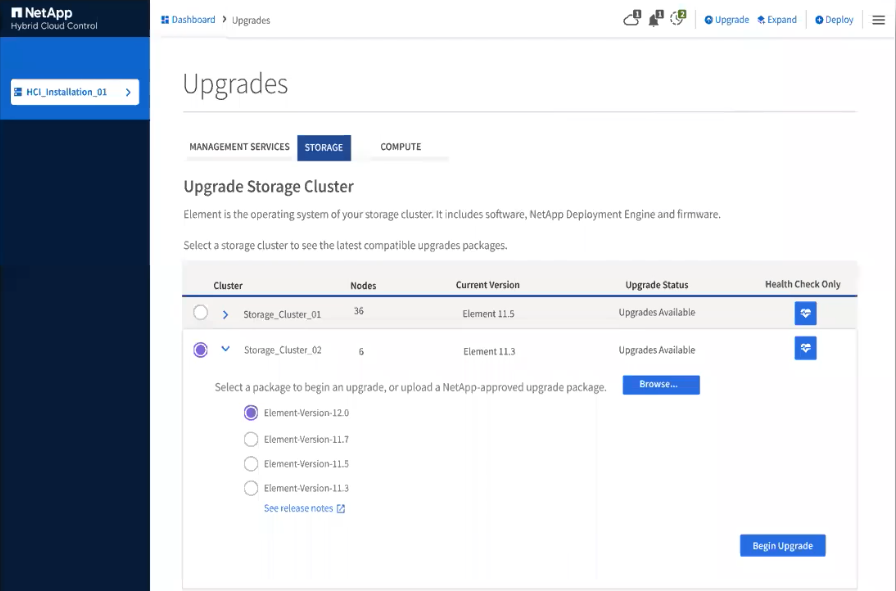 NetApp
Hybrid Cloud Control
HCI_Installation_01
Dashboard > Upgrades
1 1 2 Upgrade Expand Deploy
Upgrades
MANAGEMENT SERVICES STORAGE COMPUTE
Upgrade Storage Cluster
Element is the operating system of your storage cluster. It includes software, NetApp Deployment Engine and firmware.
Select a storage cluster to see the latest compatible upgrades packages.
Cluster Nodes Current Version Upgrade Status Health Check Only
Storage_Cluster_01 36 Element 11.5 Upgrades Available
Storage_Cluster_02 6 Element 11.3 Upgrades Available
Select a package to begin an upgrade, or upload a NetApp-approved upgrade package. Browse...
Element-Version-12.0
Element-Version-11.7
Element-Version-11.5
Element-Version-11.3
See release notes
Begin Upgrade